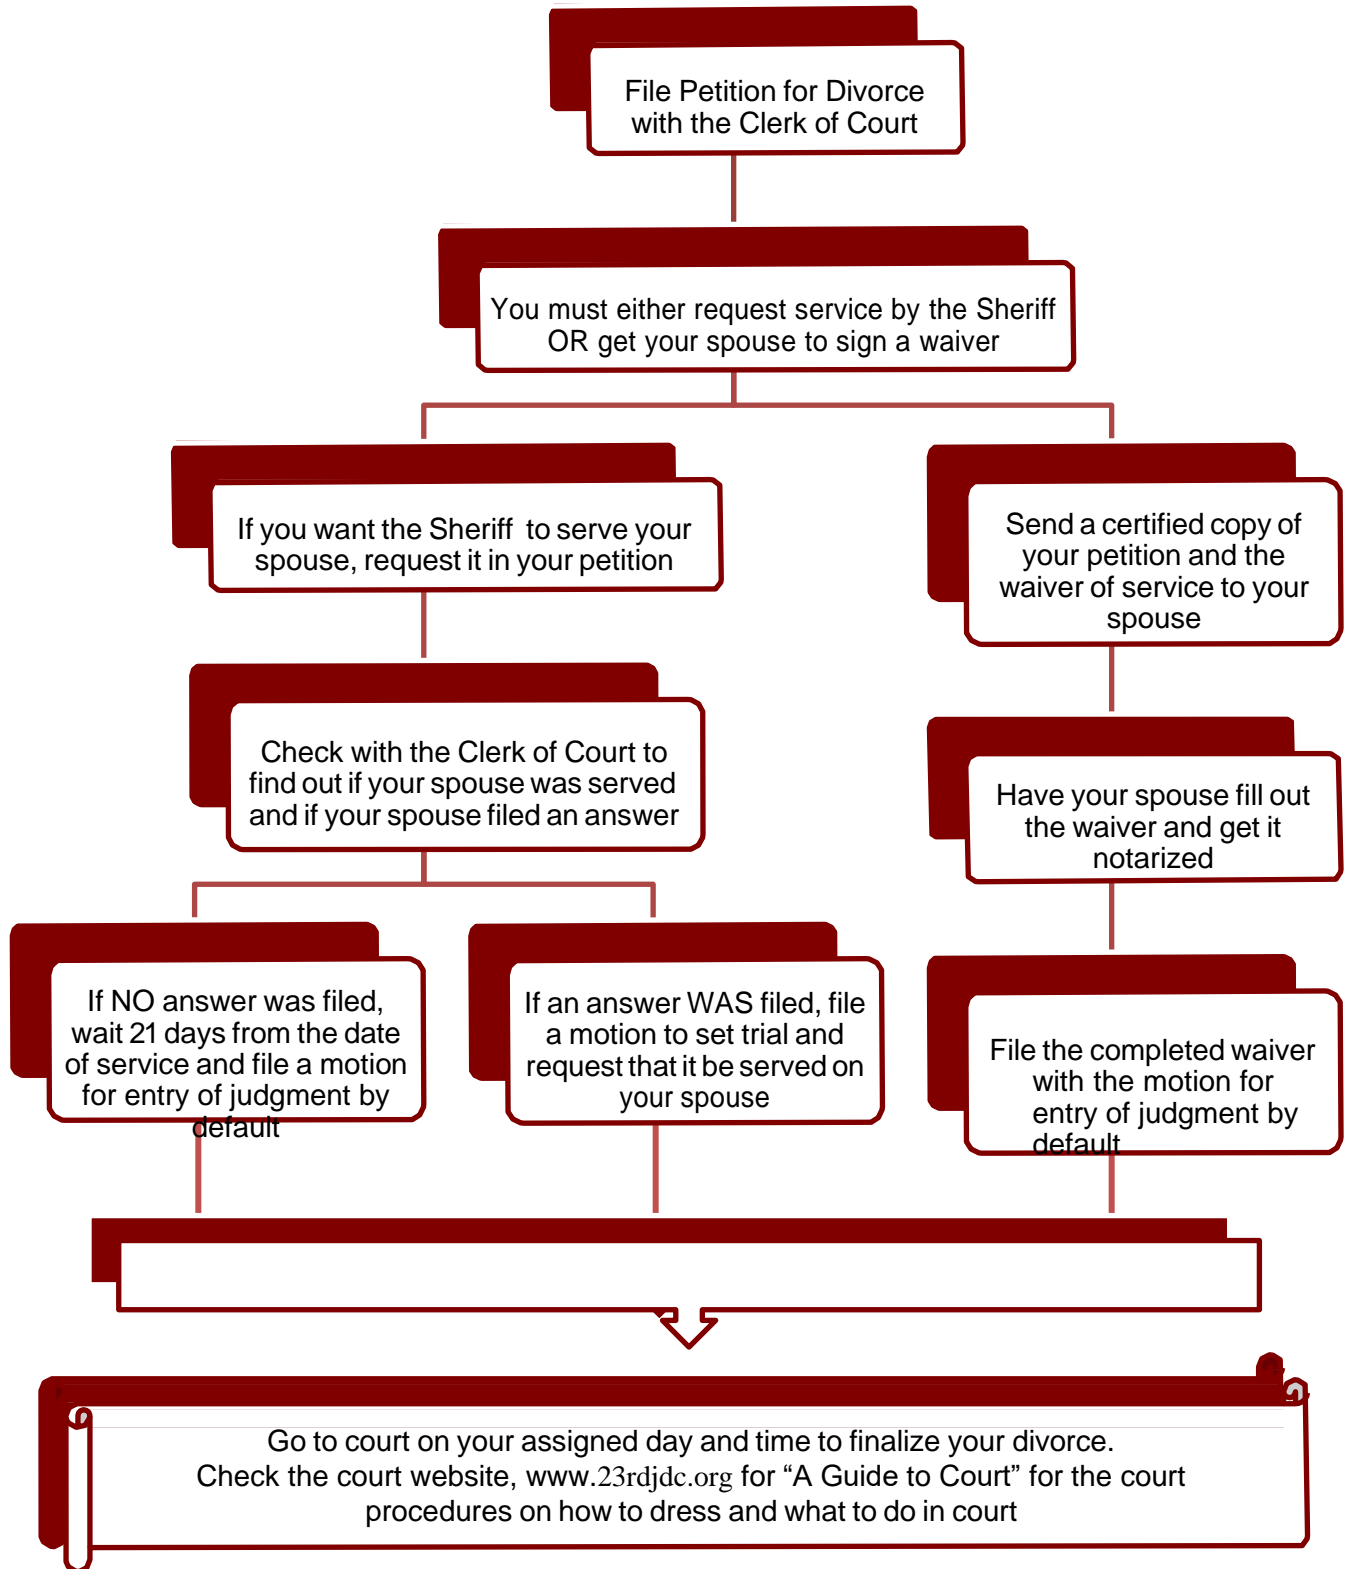 File Petition for Divorce
with the Clerk of Court
You must either request service by the Sheriff
OR get your spouse to sign a waiver
If you want the Sheriff to serve your
spouse, request it in your petition
Send a certified copy of
your petition and the
waiver of service to your
spouse
Check with the Clerk of Court to
find out if your spouse was served
and if your spouse filed an answer
Have your spouse fill out
the waiver and get it
notarized
If NO answer was filed,
wait 21 days from the date
of service and file a motion
for entry of judgment by
default
If an answer WAS filed, file
a motion to set trial and
request that it be served on
your spouse
File the completed waiver
with the motion for
entry of judgment by
default
Go to court on your assigned day and time to finalize your divorce.
Check the court website, www.23rdjdc.org for “A Guide to Court” for the court
procedures on how to dress and what to do in court